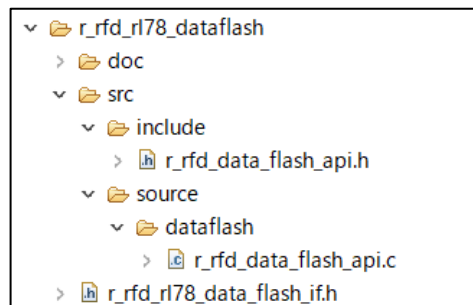 r_rfd_rl78_dataflash
doc
src
include
r_rfd_data_flash_api.h
source
dataflash
r_rfd_data_flash_api.c
r_rfd_rl78_data_flash_if.h